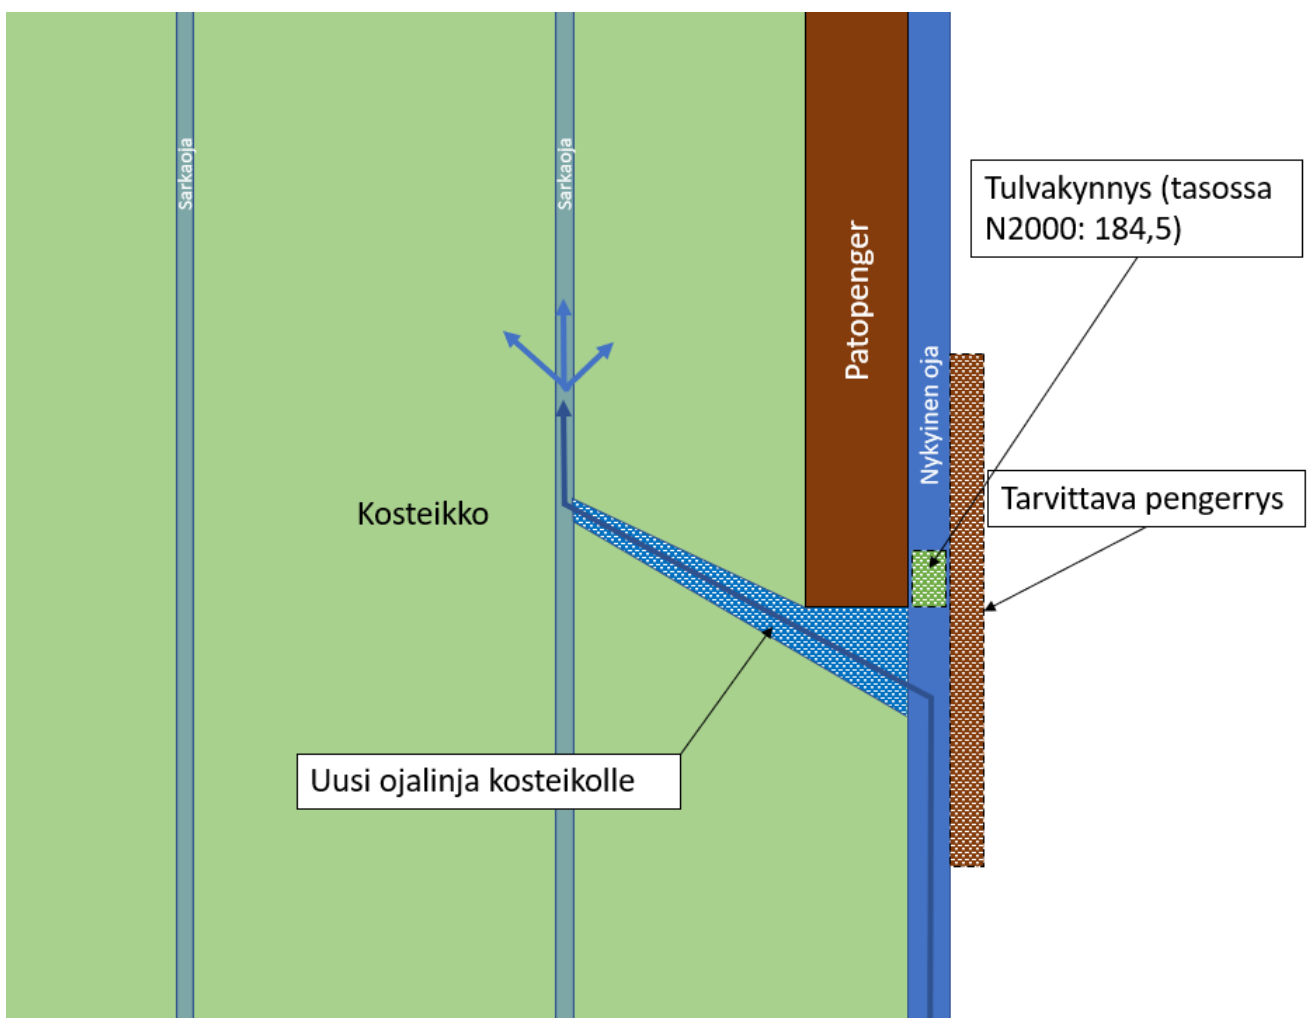 Sarkaoja
Sarkaoja
Patopenger
Nykyinen oja
Tulvakynnys (tasossa
N2000: 184,5)
Tarvittava pengerrys
Kosteikko
Uusi ojalinja kosteikolle